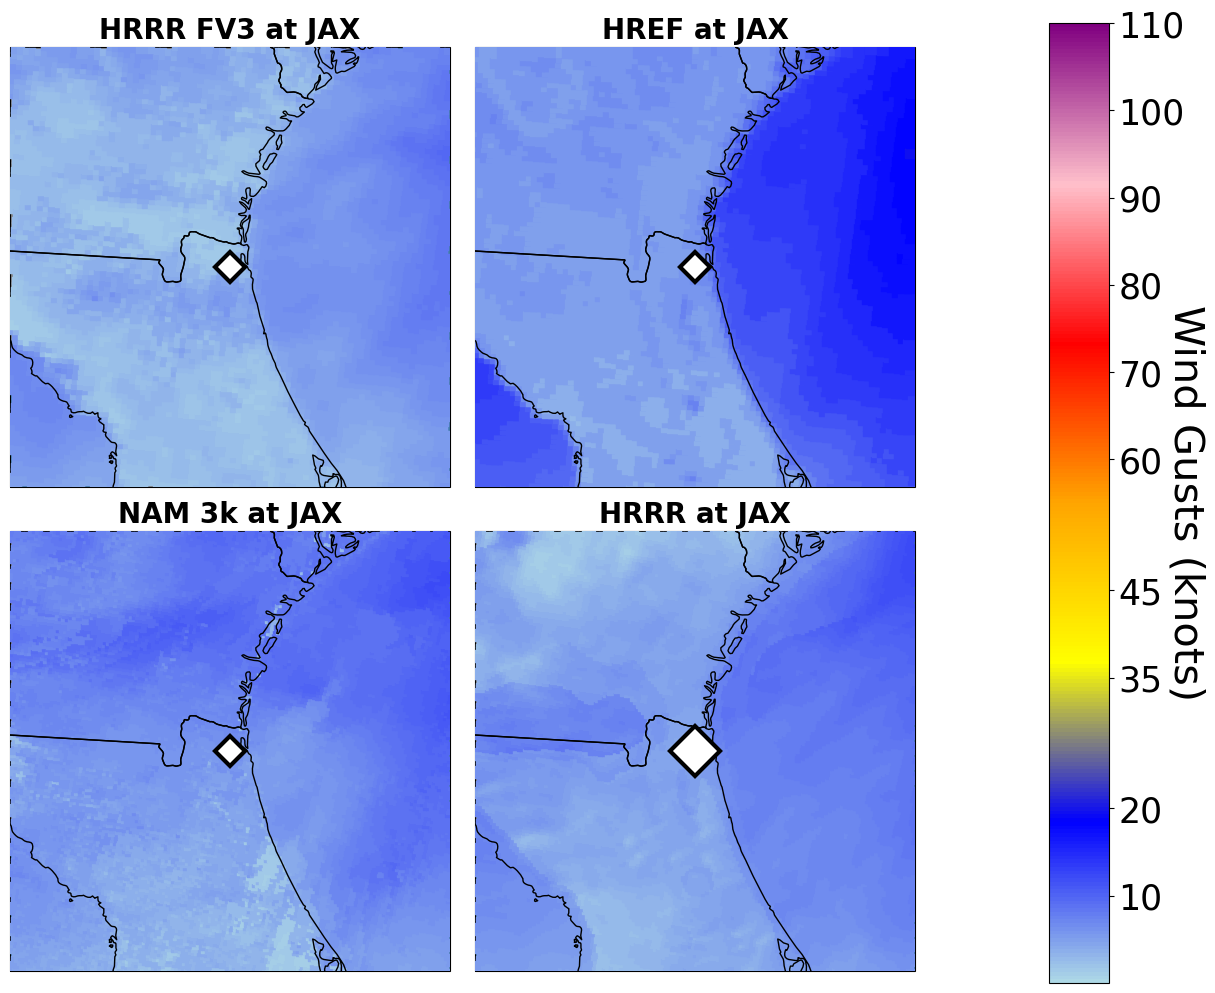 HRRR FV3 at JAX
HREF at JAX
NAM 3k at JAX
HRRR at JAX
110
100
90
80
70
60
45
35
20
10
Wind Gusts (knots)